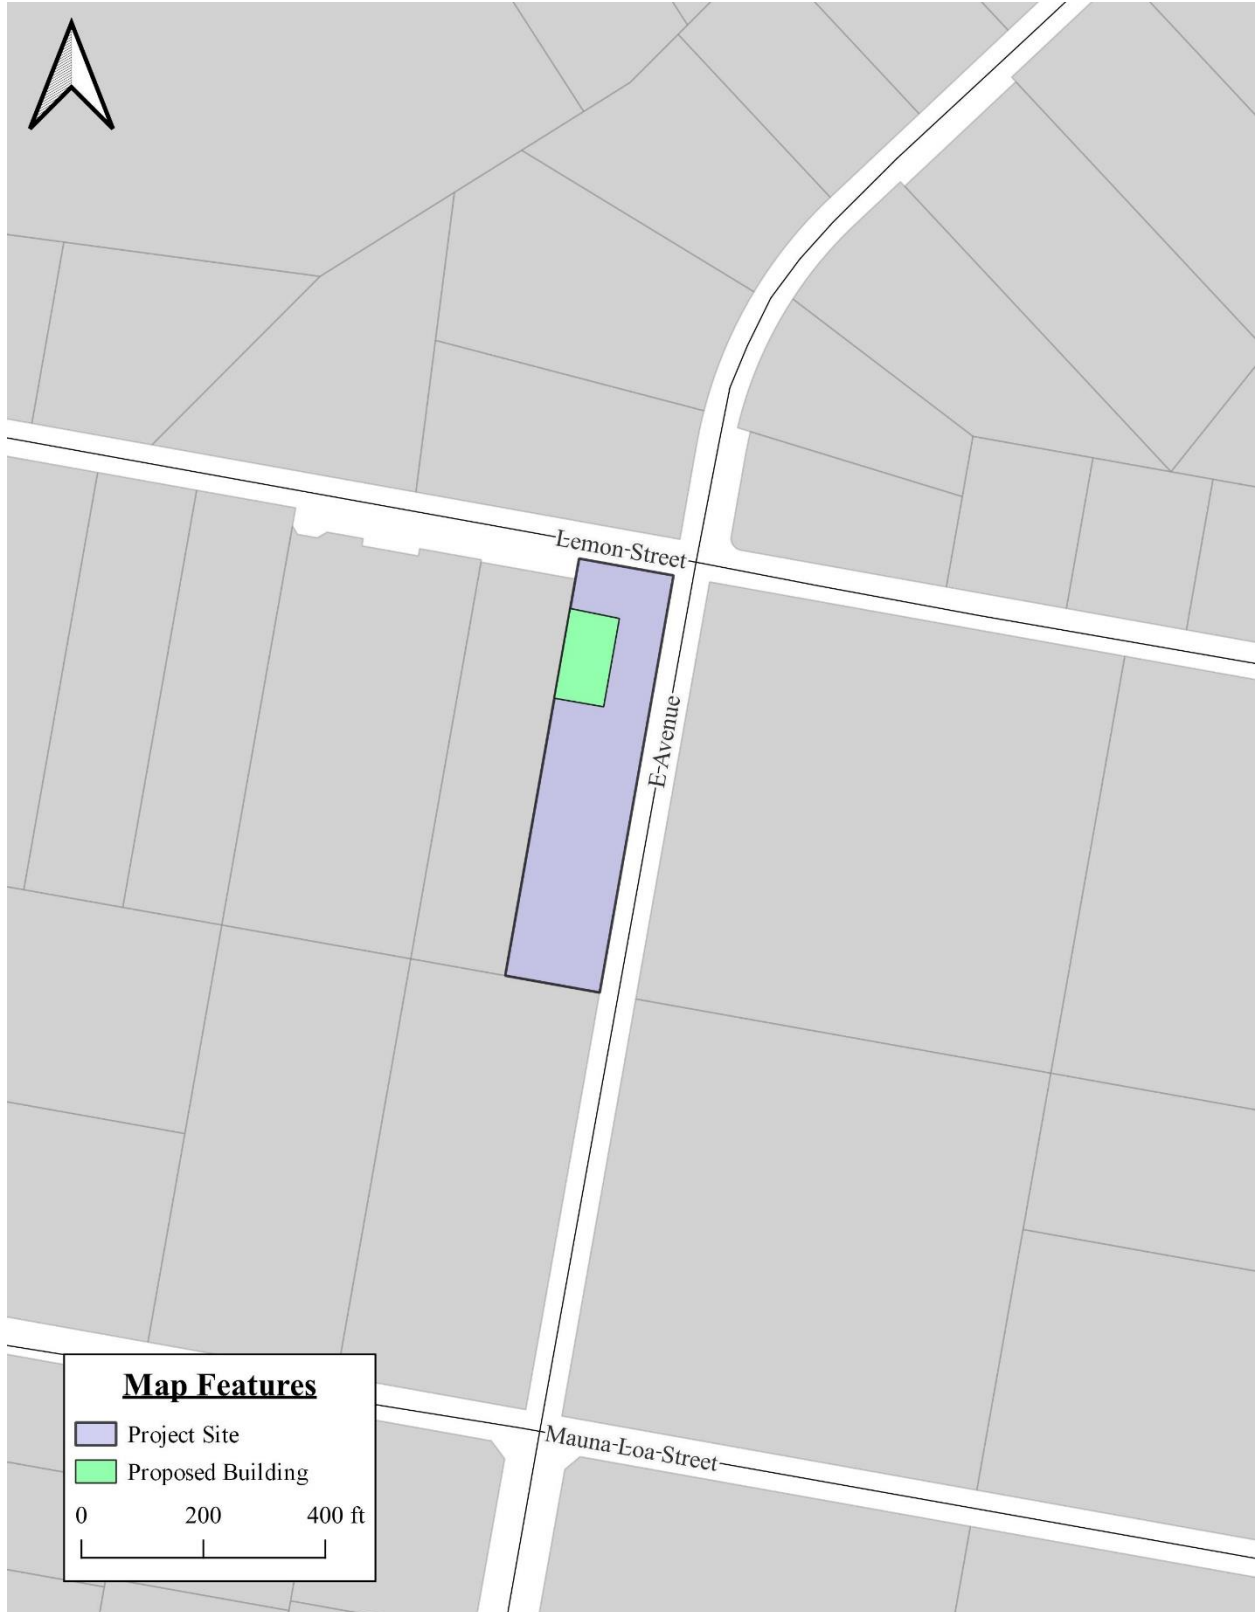 Lemon Street
E Avenue
Mauna Loa Street
Map Features
Project Site
Proposed Building
0 200 400 ft